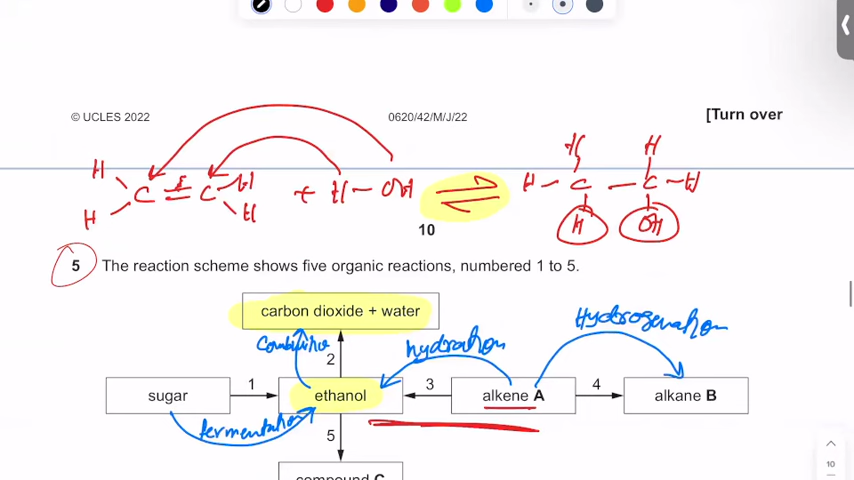 © UCLES 2022 0620/42/M/J/22 [Turn over
H H H
C = C H + H - OH H - C - C - H
H H H OH
10
5 The reaction scheme shows five organic reactions, numbered 1 to 5.
carbon dioxide + water
Hydrogenation
hydration
2
1 3 4
sugar ethanol alkene A alkane B
fermentation
5
compound C
10